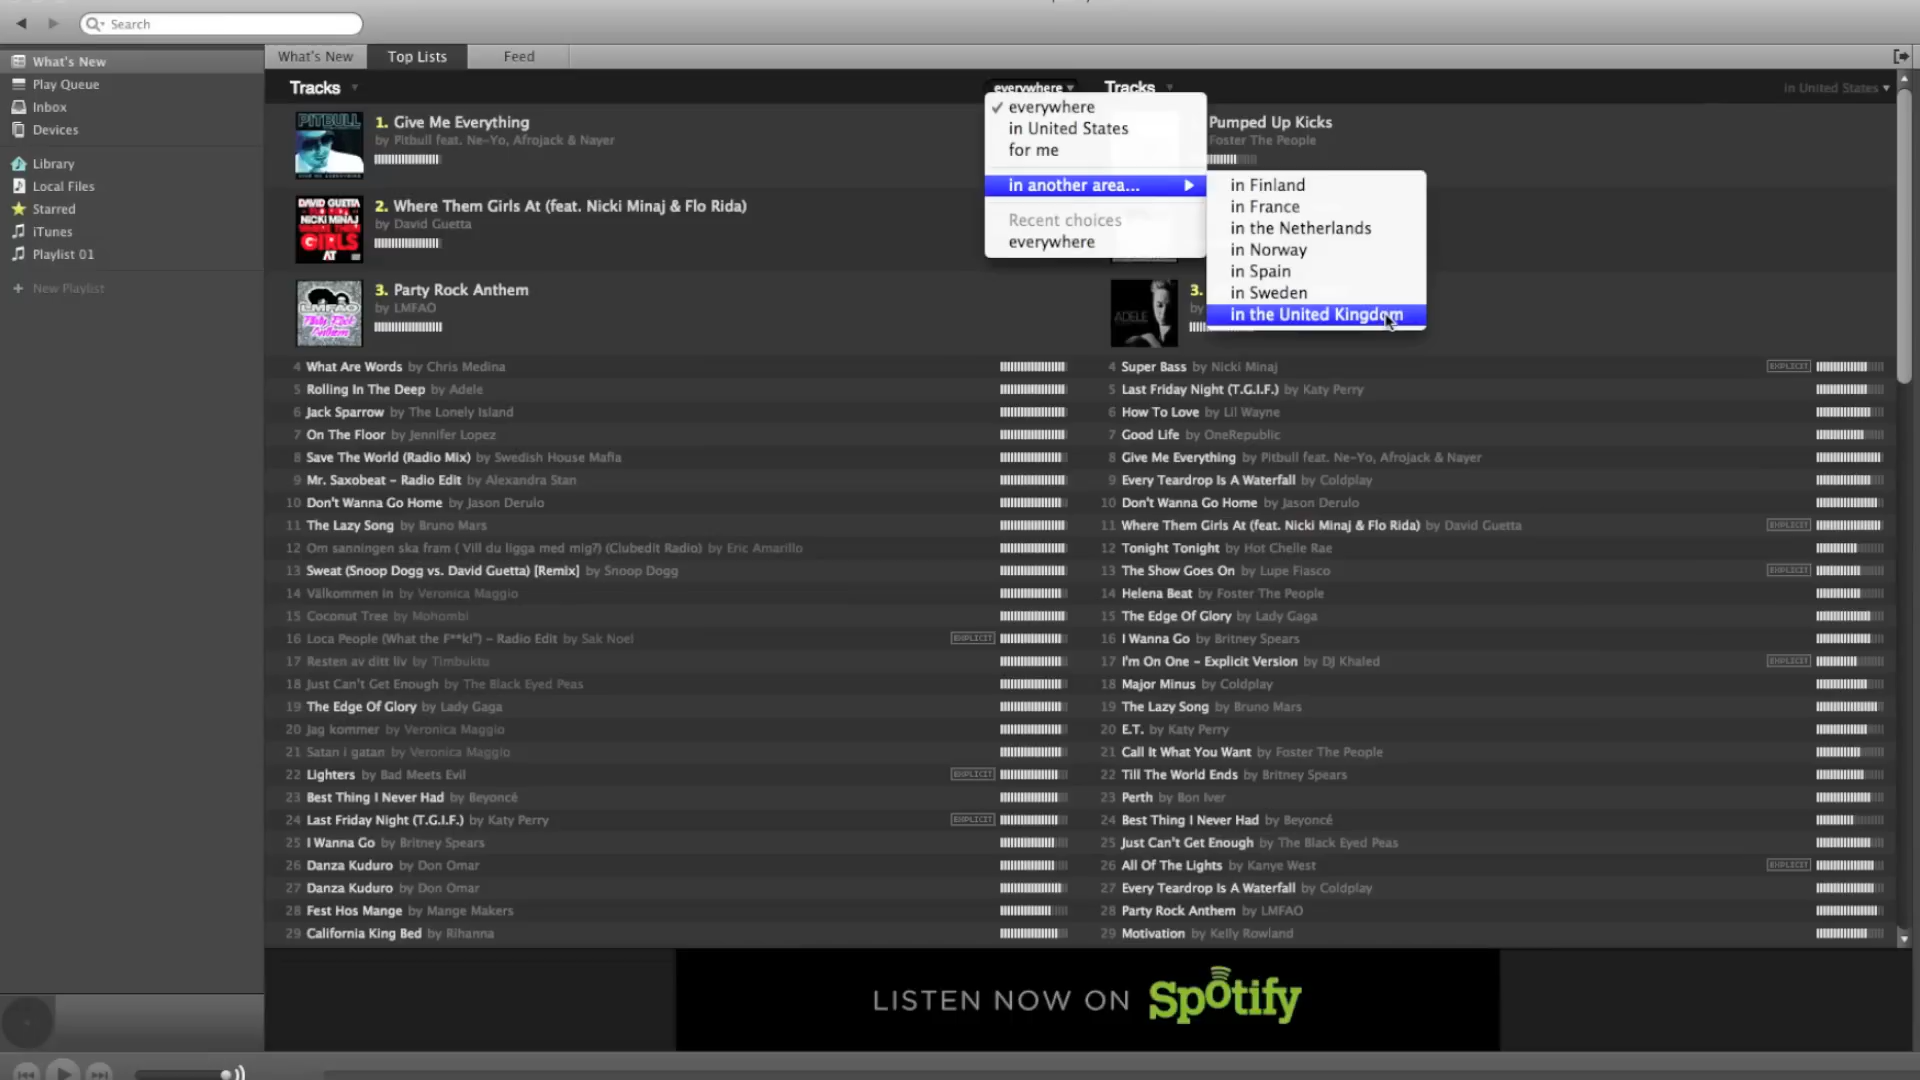 Search
What's New
Play Queue
Inbox
Devices
Library
Local Files
Starred
iTunes
Playlist 01
New Playlist
What's New
Top Lists
Feed
Tracks
everywhere
PITBULL
1. Give Me Everything
by Pitbull feat. Ne-Yo, Afrojack & Nayer
DAVID GUETTA
NICKI MINAJ
GIRLS
AT
2. Where Them Girls At (feat. Nicki Minaj & Flo Rida)
by David Guetta
LMFAO
Party Rock
Anthem
3. Party Rock Anthem
by LMFAO
4 What Are Words by Chris Medina
5 Rolling In The Deep by Adele
6 Jack Sparrow by The Lonely Island
7 On The Floor by Jennifer Lopez
8 Save The World (Radio Mix) by Swedish House Mafia
9 Mr. Saxobeat - Radio Edit by Alexandra Stan
10 Don't Wanna Go Home by Jason Derulo
11 The Lazy Song by Bruno Mars
12 Om sanningen ska fram ( Vill du ligga med mig?) (Clubedit Radio) by Eric Amarillo
13 Sweat (Snoop Dogg vs. David Guetta) [Remix] by Snoop Dogg
14 Välkommen in by Veronica Maggio
15 Coconut Tree by Mohombi
16 Loca People (What the F**k!") - Radio Edit by Sak Noel EXPLICIT
17 Resten av ditt liv by Timbuktu
18 Just Can't Get Enough by The Black Eyed Peas
19 The Edge Of Glory by Lady Gaga
20 Jag kommer by Veronica Maggio
21 Satan i gatan by Veronica Maggio
22 Lighters by Bad Meets Evil EXPLICIT
23 Best Thing I Never Had by Beyoncé
24 Last Friday Night (T.G.I.F.) by Katy Perry EXPLICIT
25 I Wanna Go by Britney Spears
26 Danza Kuduro by Don Omar
27 Danza Kuduro by Don Omar
28 Fest Hos Mange by Mange Makers
29 California King Bed by Rihanna
everywhere
in United States
for me
in another area...
Recent choices
everywhere
in Finland
in France
in the Netherlands
in Norway
in Spain
in Sweden
in the United Kingdom
Tracks
in United States
Pumped Up Kicks
Foster The People
ADELE
3.
by
4 Super Bass by Nicki Minaj EXPLICIT
5 Last Friday Night (T.G.I.F.) by Katy Perry
6 How To Love by Lil Wayne
7 Good Life by OneRepublic
8 Give Me Everything by Pitbull feat. Ne-Yo, Afrojack & Nayer
9 Every Teardrop Is A Waterfall by Coldplay
10 Don't Wanna Go Home by Jason Derulo
11 Where Them Girls At (feat. Nicki Minaj & Flo Rida) by David Guetta EXPLICIT
12 Tonight Tonight by Hot Chelle Rae
13 The Show Goes On by Lupe Fiasco EXPLICIT
14 Helena Beat by Foster The People
15 The Edge Of Glory by Lady Gaga
16 I Wanna Go by Britney Spears
17 I'm On One - Explicit Version by DJ Khaled EXPLICIT
18 Major Minus by Coldplay
19 The Lazy Song by Bruno Mars
20 E.T. by Katy Perry
21 Call It What You Want by Foster The People
22 Till The World Ends by Britney Spears
23 Perth by Bon Iver
24 Best Thing I Never Had by Beyoncé
25 Just Can't Get Enough by The Black Eyed Peas
26 All Of The Lights by Kanye West EXPLICIT
27 Every Teardrop Is A Waterfall by Coldplay
28 Party Rock Anthem by LMFAO
29 Motivation by Kelly Rowland
LISTEN NOW ON Spotify